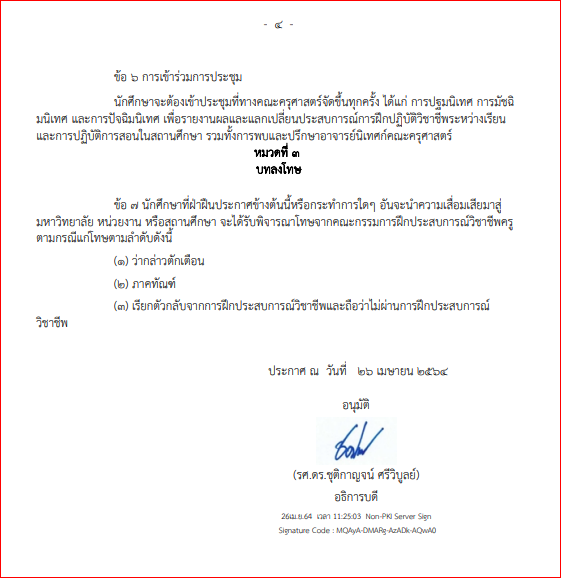 - ๔ -
ข้อ ๖ การเข้าร่วมการประชุม
นักศึกษาจะต้องเข้าประชุมที่ทางคณะครุศาสตร์จัดขึ้นทุกครั้ง ได้แก่ การปฐมนิเทศ การมัชฉิ
มนิเทศ และการปัจฉิมนิเทศ เพื่อรายงานผลและแลกเปลี่ยนประสบการณ์การฝึกปฏิบัติวิชาชีพระหว่างเรียน
และการปฏิบัติการสอนในสถานศึกษา รวมทั้งการพบและปรึกษาอาจารย์นิเทศก์คณะครุศาสตร์
หมวดที่ ๓
บทลงโทษ
ข้อ ๗ นักศึกษาที่ฝ่าฝืนประกาศข้างต้นนี้หรือกระทำการใดๆ อันจะนำความเสื่อมเสียมาสู่
มหาวิทยาลัย หน่วยงาน หรือสถานศึกษา จะได้รับพิจารณาโทษจากคณะกรรมการฝึกประสบการณ์วิชาชีพครู
ตามกรณีแก่โทษตามลำดับดังนี้
(๑) ว่ากล่าวตักเตือน
(๒) ภาคทัณฑ์
(๓) เรียกตัวกลับจากการฝึกประสบการณ์วิชาชีพและถือว่าไม่ผ่านการฝึกประสบการณ์
วิชาชีพ
ประกาศ ณ วันที่ ๒๖ เมษายน ๒๕๖๔
อนุมัติ
(รศ.ดร.ชุติกาญจน์ ศรีวิบูลย์)
อธิการบดี
26เม.ย.64 เวลา 11:25:03 Non-PKI Server Sign
Signature Code : MQAyA-DMARg-AzADk-AQwA0